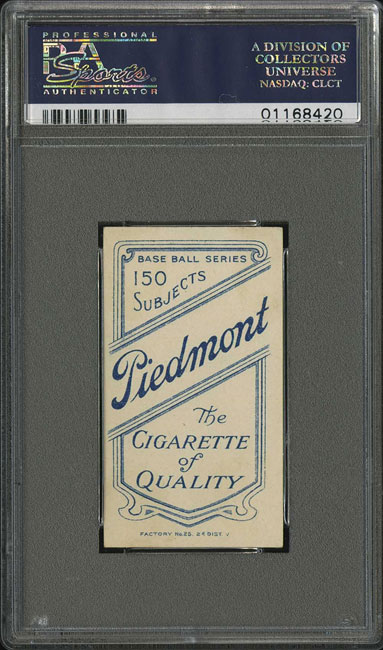 PROFESSIONAL
PSA
Sports
AUTHENTICATOR
A DIVISION OF
COLLECTORS
UNIVERSE
NASDAQ: CLCT
01168420
BASE BALL SERIES
150
SUBJECTS
Piedmont
The
CIGARETTE
of
QUALITY
FACTORY No. 25. 2d DIST. V